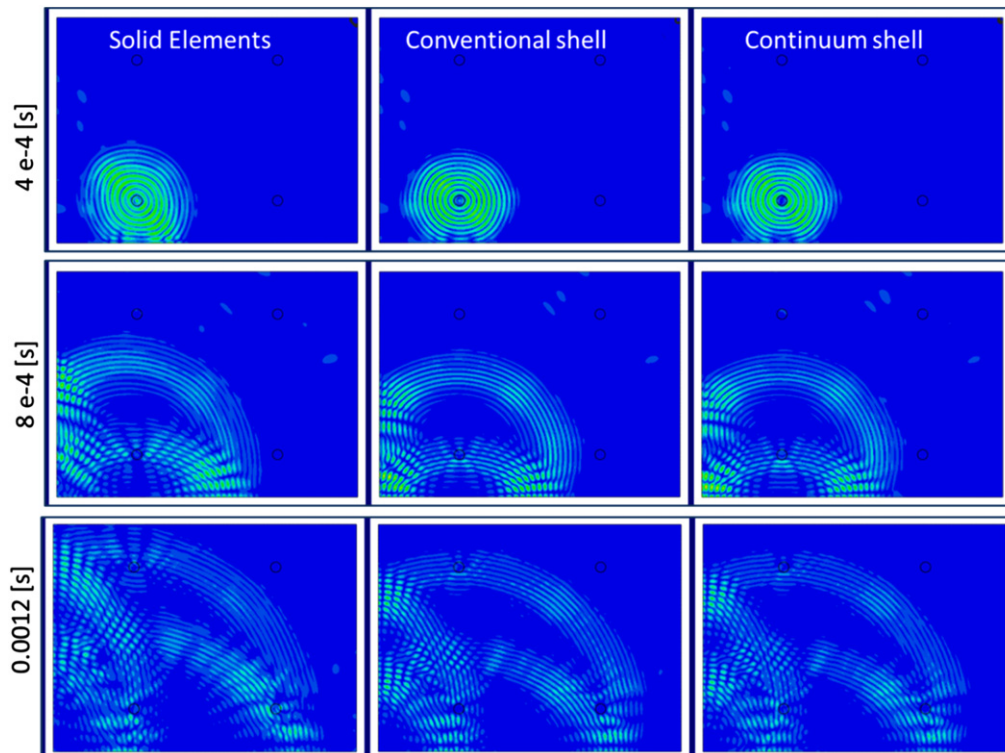 Solid Elements
Conventional shell
Continuum shell
4 e-4 [s]
8 e-4 [s]
0.0012 [s]